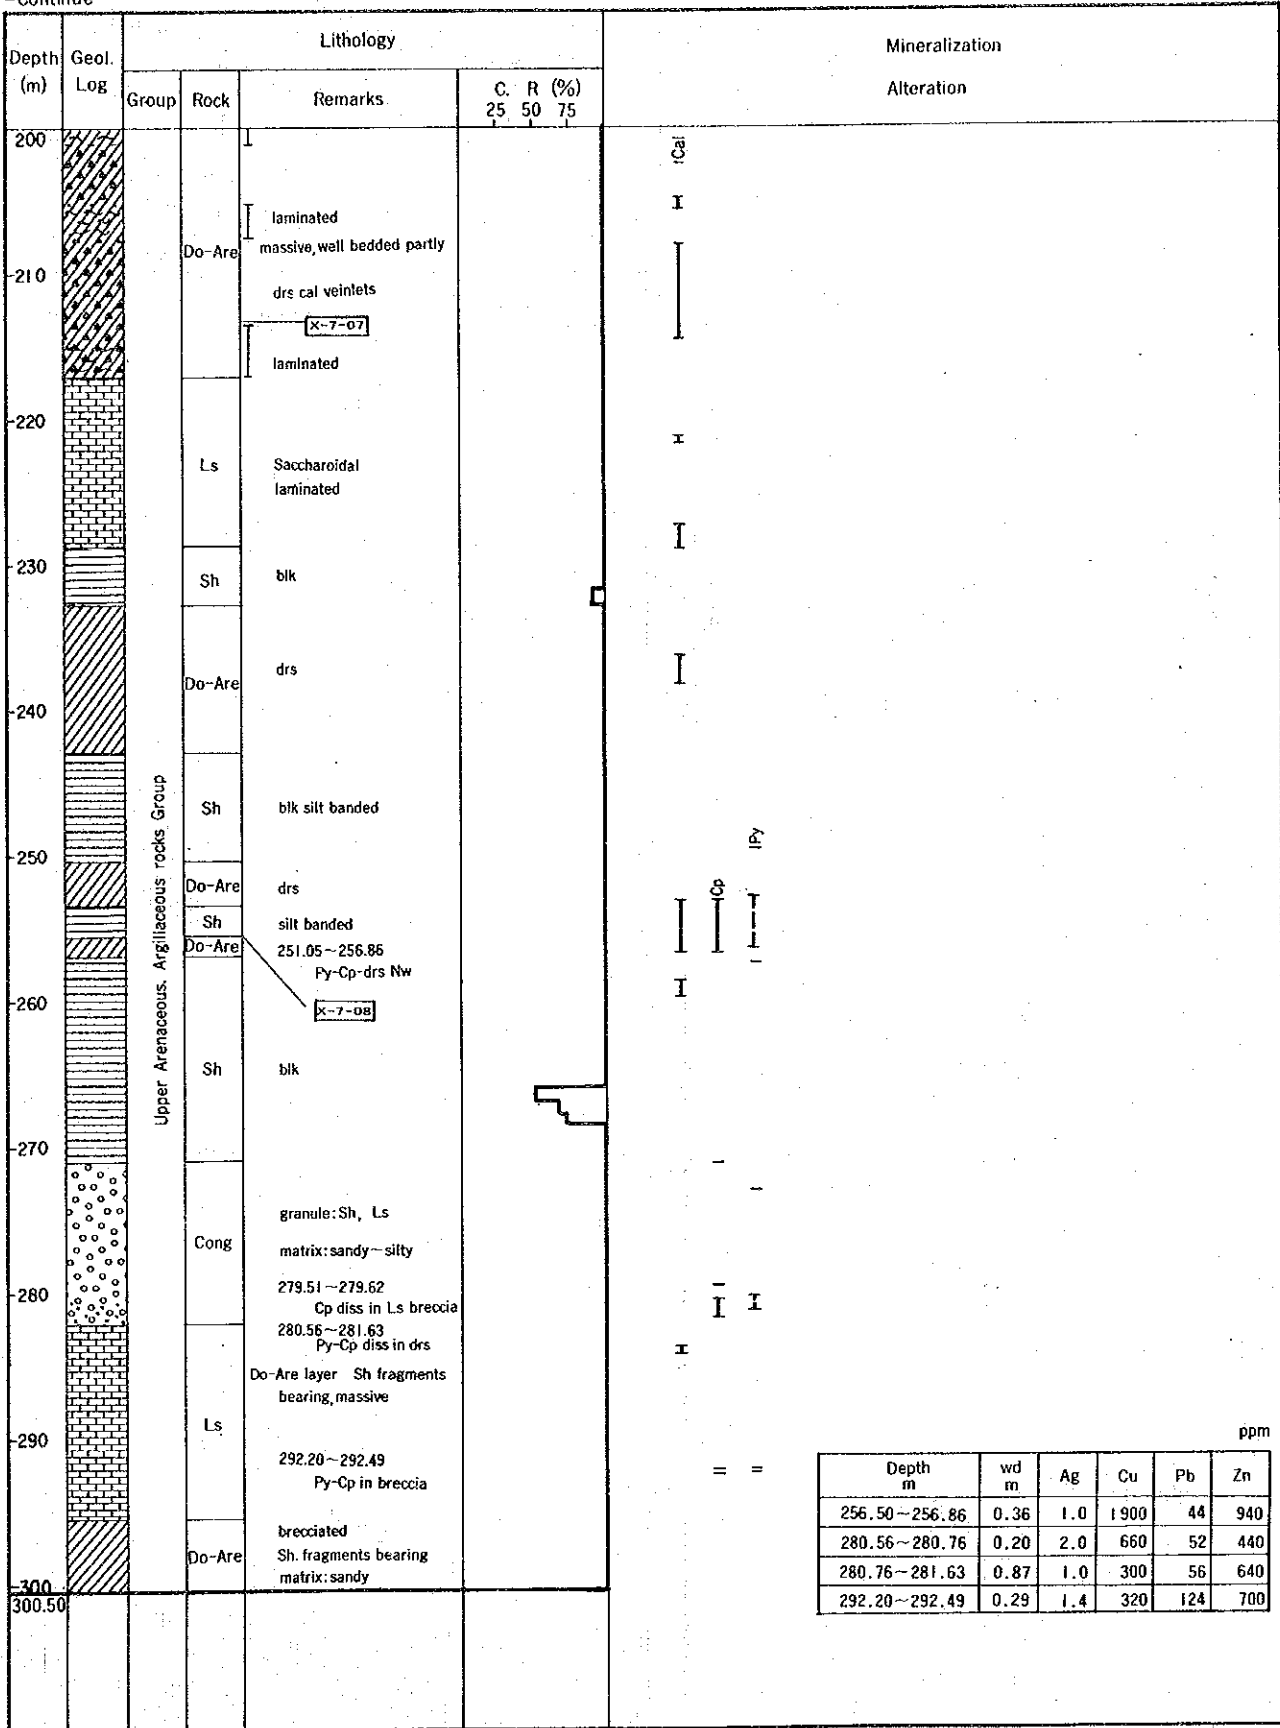 -Continue
Depth (m)
Geol. Log
Lithology
Mineralization
Alteration
Group
Rock
Remarks
C. R (%)
25 50 75
200
-210
-220
-230
-240
-250
-260
-270
-280
-290
-300
300.50
Upper Arenaceous. Argillaceous rocks Group
Do-Are
laminated
massive, well bedded partly
drs cal veinlets
X-7-07
laminated
Ls
Saccharoidal
laminated
Sh
blk
Do-Are
drs
Sh
blk silt banded
Do-Are
drs
Sh
silt banded
Do-Are
251.05~256.86
Py-Cp-drs Nw
X-7-08
Sh
blk
Cong
granule: Sh, Ls
matrix: sandy~silty
279.51~279.62
Cp diss in Ls breccia
280.56~281.63
Py-Cp diss in drs
Ls
Do-Are layer Sh fragments
bearing, massive
292.20~292.49
Py-Cp in breccia
Do-Are
brecciated
Sh. fragments bearing
matrix: sandy
Cal
Cp
Py
ppm
Depth m wd m Ag Cu Pb Zn
256.50~256.86 0.36 1.0 1900 44 940
280.56~280.76 0.20 2.0 660 52 440
280.76~281.63 0.87 1.0 300 56 640
292.20~292.49 0.29 1.4 320 124 700